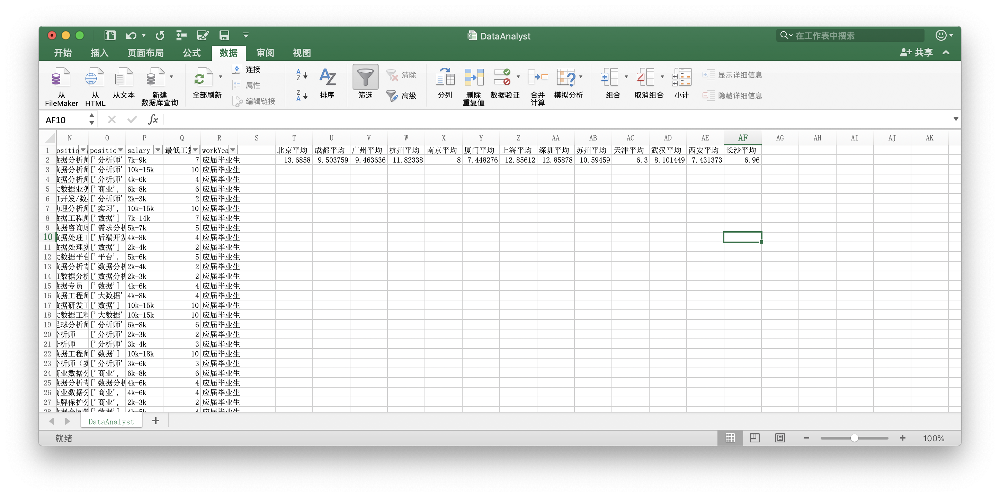 DataAnalyst
在工作表中搜索
开始 插入 页面布局 公式 数据 审阅 视图 共享
从 FileMaker
从 HTML
从文本
新建 数据库查询
全部刷新
连接
属性
编辑链接
排序
筛选
清除
高级
分列
删除 重复值
数据验证
合并 计算
模拟分析
组合
取消组合
小计
显示详细信息
隐藏详细信息
AF10 fx
N O P Q R S T U V W X Y Z AA AB AC AD AE AF AG AH AI AJ AK
1 ositio positio salary 最低工资 workYea 北京平均 成都平均 广州平均 杭州平均 南京平均 厦门平均 上海平均 深圳平均 苏州平均 天津平均 武汉平均 西安平均 长沙平均
2 数据分析师 ['分析师', 7k-9k 7 应届毕业生 13.6858 9.503759 9.463636 11.82338 8 7.448276 12.85612 12.85878 10.59459 6.3 8.101449 7.431373 6.96
3 数据分析师 ['分析师', 10k-15k 10 应届毕业生
4 数据分析师 ['分析师', 4k-6k 4 应届毕业生
5 大数据业务 ['商业', ' 6k-8k 6 应届毕业生
6 I开发/数 ['分析师', 2k-3k 2 应届毕业生
7 助理分析师 ['实习', ' 10k-15k 10 应届毕业生
8 数据工程师 ['数据'] 7k-14k 7 应届毕业生
9 数据咨询顾 ['需求分析 5k-7k 5 应届毕业生
10 数据处理工 ['后端开发 4k-8k 4 应届毕业生
11 数据处理实 ['数据'] 2k-4k 2 应届毕业生
12 大数据平台 ['平台', ' 5k-6k 5 应届毕业生
13 数据分析专 ['数据分析 2k-4k 2 应届毕业生
14 I数据分析 ['数据分析 2k-3k 2 应届毕业生
15 数据专员 ['数据'] 4k-6k 4 应届毕业生
16 数据工程师 ['大数据', 4k-8k 4 应届毕业生
17 数据研发工 ['数据'] 10k-15k 10 应届毕业生
18 大数据工程 ['大数据' 10k-15k 10 应届毕业生
19 足球分析师 ['分析师', 6k-8k 6 应届毕业生
20 分析师 ['分析师' 2k-3k 2 应届毕业生
21 分析师 ['分析师' 3k-4k 3 应届毕业生
22 数据工程师 ['数据'] 10k-18k 10 应届毕业生
23 分析师（实 ['分析师' 3k-6k 3 应届毕业生
24 商业数据分 ['商业', ' 6k-8k 6 应届毕业生
25 数据分析专 ['数据分析 4k-6k 4 应届毕业生
26 商业数据分 ['商业', ' 4k-6k 4 应届毕业生
27 品牌保护分 ['商业', ' 2k-3k 2 应届毕业生
28 数据合同管 ['数据'] 4k-5k 4 应届毕业生
DataAnalyst
就绪 100%